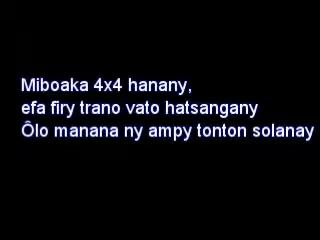 Miboaka 4x4 hanany,
efa firy trano vato hatsangany
Ôlo manana ny ampy tonton solanay